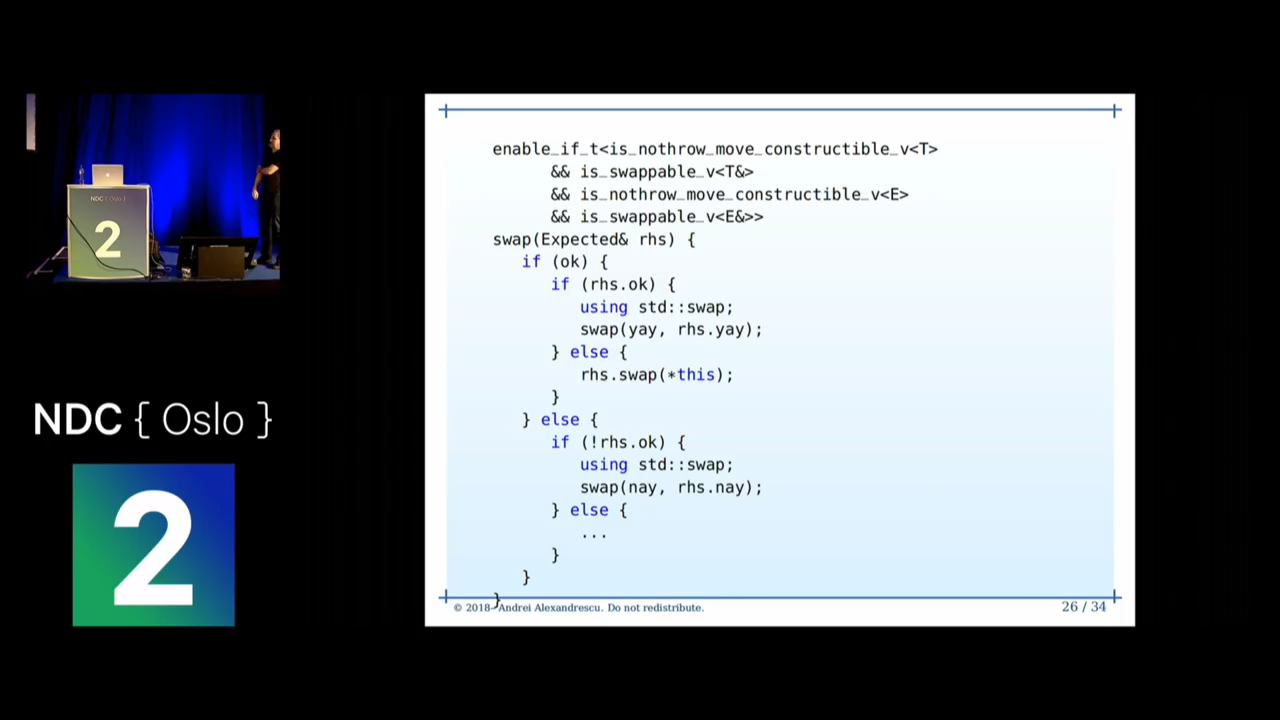 NDC { Oslo }
2
NDC { Oslo }
2
enable_if_t<is_nothrow_move_constructible_v<T>
&& is_swappable_v<T&>
&& is_nothrow_move_constructible_v<E>
&& is_swappable_v<E&>>
swap(Expected& rhs) {
if (ok) {
if (rhs.ok) {
using std::swap;
swap(yay, rhs.yay);
} else {
rhs.swap(*this);
}
} else {
if (!rhs.ok) {
using std::swap;
swap(nay, rhs.nay);
} else {
...
}
}
}
© 2018– Andrei Alexandrescu. Do not redistribute.
26 / 34